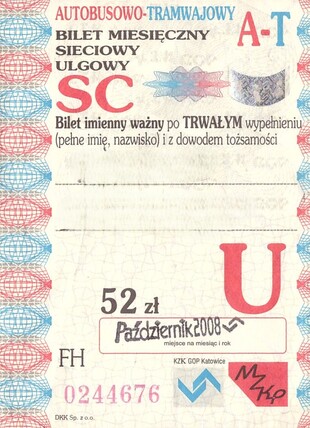 AUTOBUSOWO-TRAMWAJOWY
BILET MIESIĘCZNY A-T
SIECIOWY
ULGOWY
SC
Bilet imienny ważny po TRWAŁYM wypełnieniu
(pełne imię, nazwisko) i z dowodem tożsamości
U
52 zł
Październik 2008
miejsce na miesiąc i rok
FH KZK GOP Katowice
0244676 MZKP
DKK Sp. z o.o.